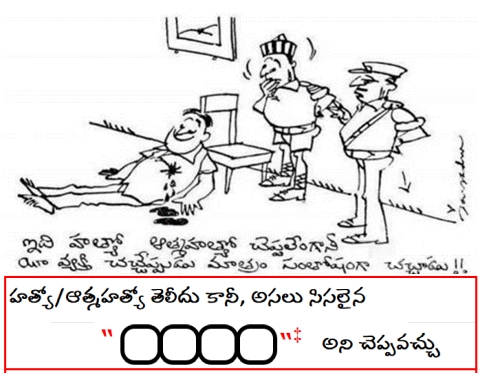 ఇది హత్యో ఆత్మహత్యో చెప్పలేంగానీ
ఈ వ్యక్తి చచ్చేప్పుడు మాత్రం సంతోషంగా చచ్చాడు!!
హత్యో/ఆత్మహత్యో తెలీదు కానీ, అసలు సిసలైన
" "‡ అని చెప్పవచ్చు